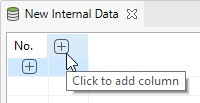 New Internal Data
No.
Click to add column